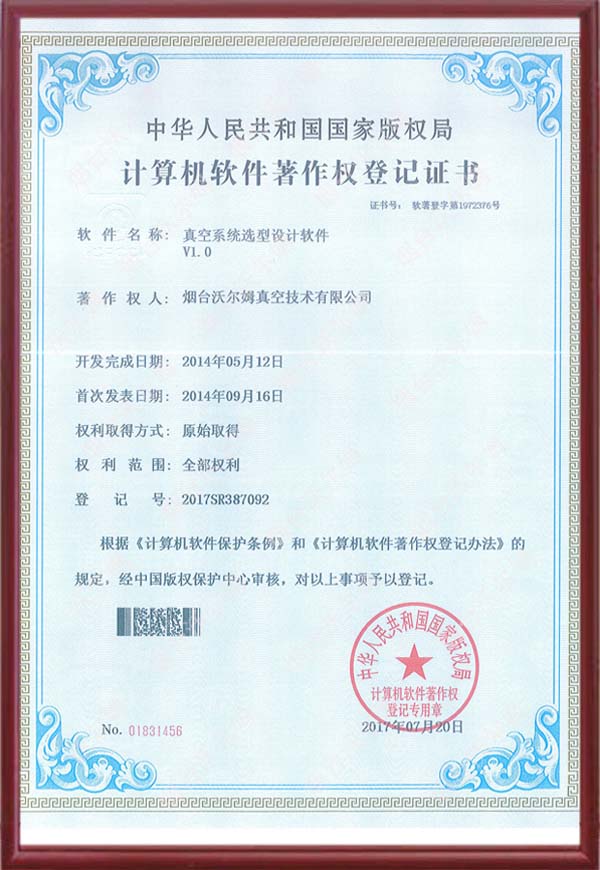 中华人民共和国国家版权局
计算机软件著作权登记证书
证书号： 软著登字第1972376号
软件名称： 真空系统选型设计软件
V1.0
著作权人： 烟台沃尔姆真空技术有限公司
开发完成日期： 2014年05月12日
首次发表日期： 2014年09月16日
权利取得方式： 原始取得
权利范围： 全部权利
登记号： 2017SR387092
根据《计算机软件保护条例》和《计算机软件著作权登记办法》的
规定，经中国版权保护中心审核，对以上事项予以登记。
中华人民共和国国家版权局
计算机软件著作权
登记专用章
No. 01831456
2017年07月20日